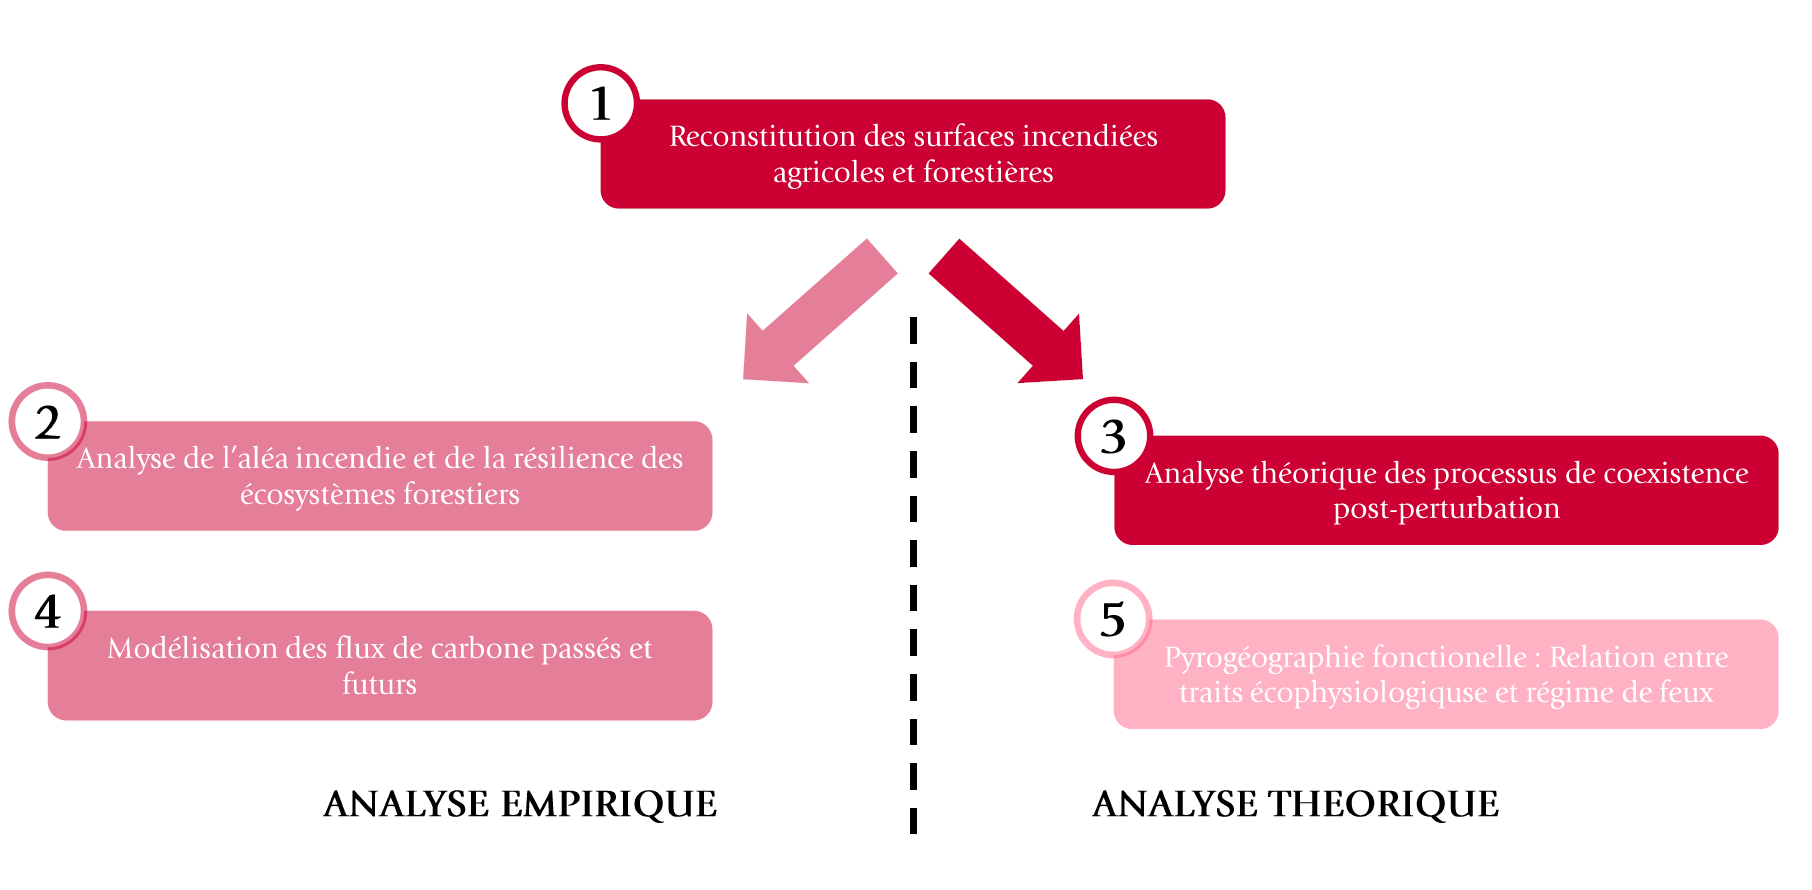 1
Reconstitution des surfaces incendiées
agricoles et forestières
2
Analyse de l’aléa incendie et de la résilience des
écosystèmes forestiers
3
Analyse théorique des processus de coexistence
post-perturbation
4
Modélisation des flux de carbone passés et
futurs
5
Pyrogéographie fonctionelle : Relation entre
traits écophysiologiquse et régime de feux
ANALYSE EMPIRIQUE
ANALYSE THEORIQUE